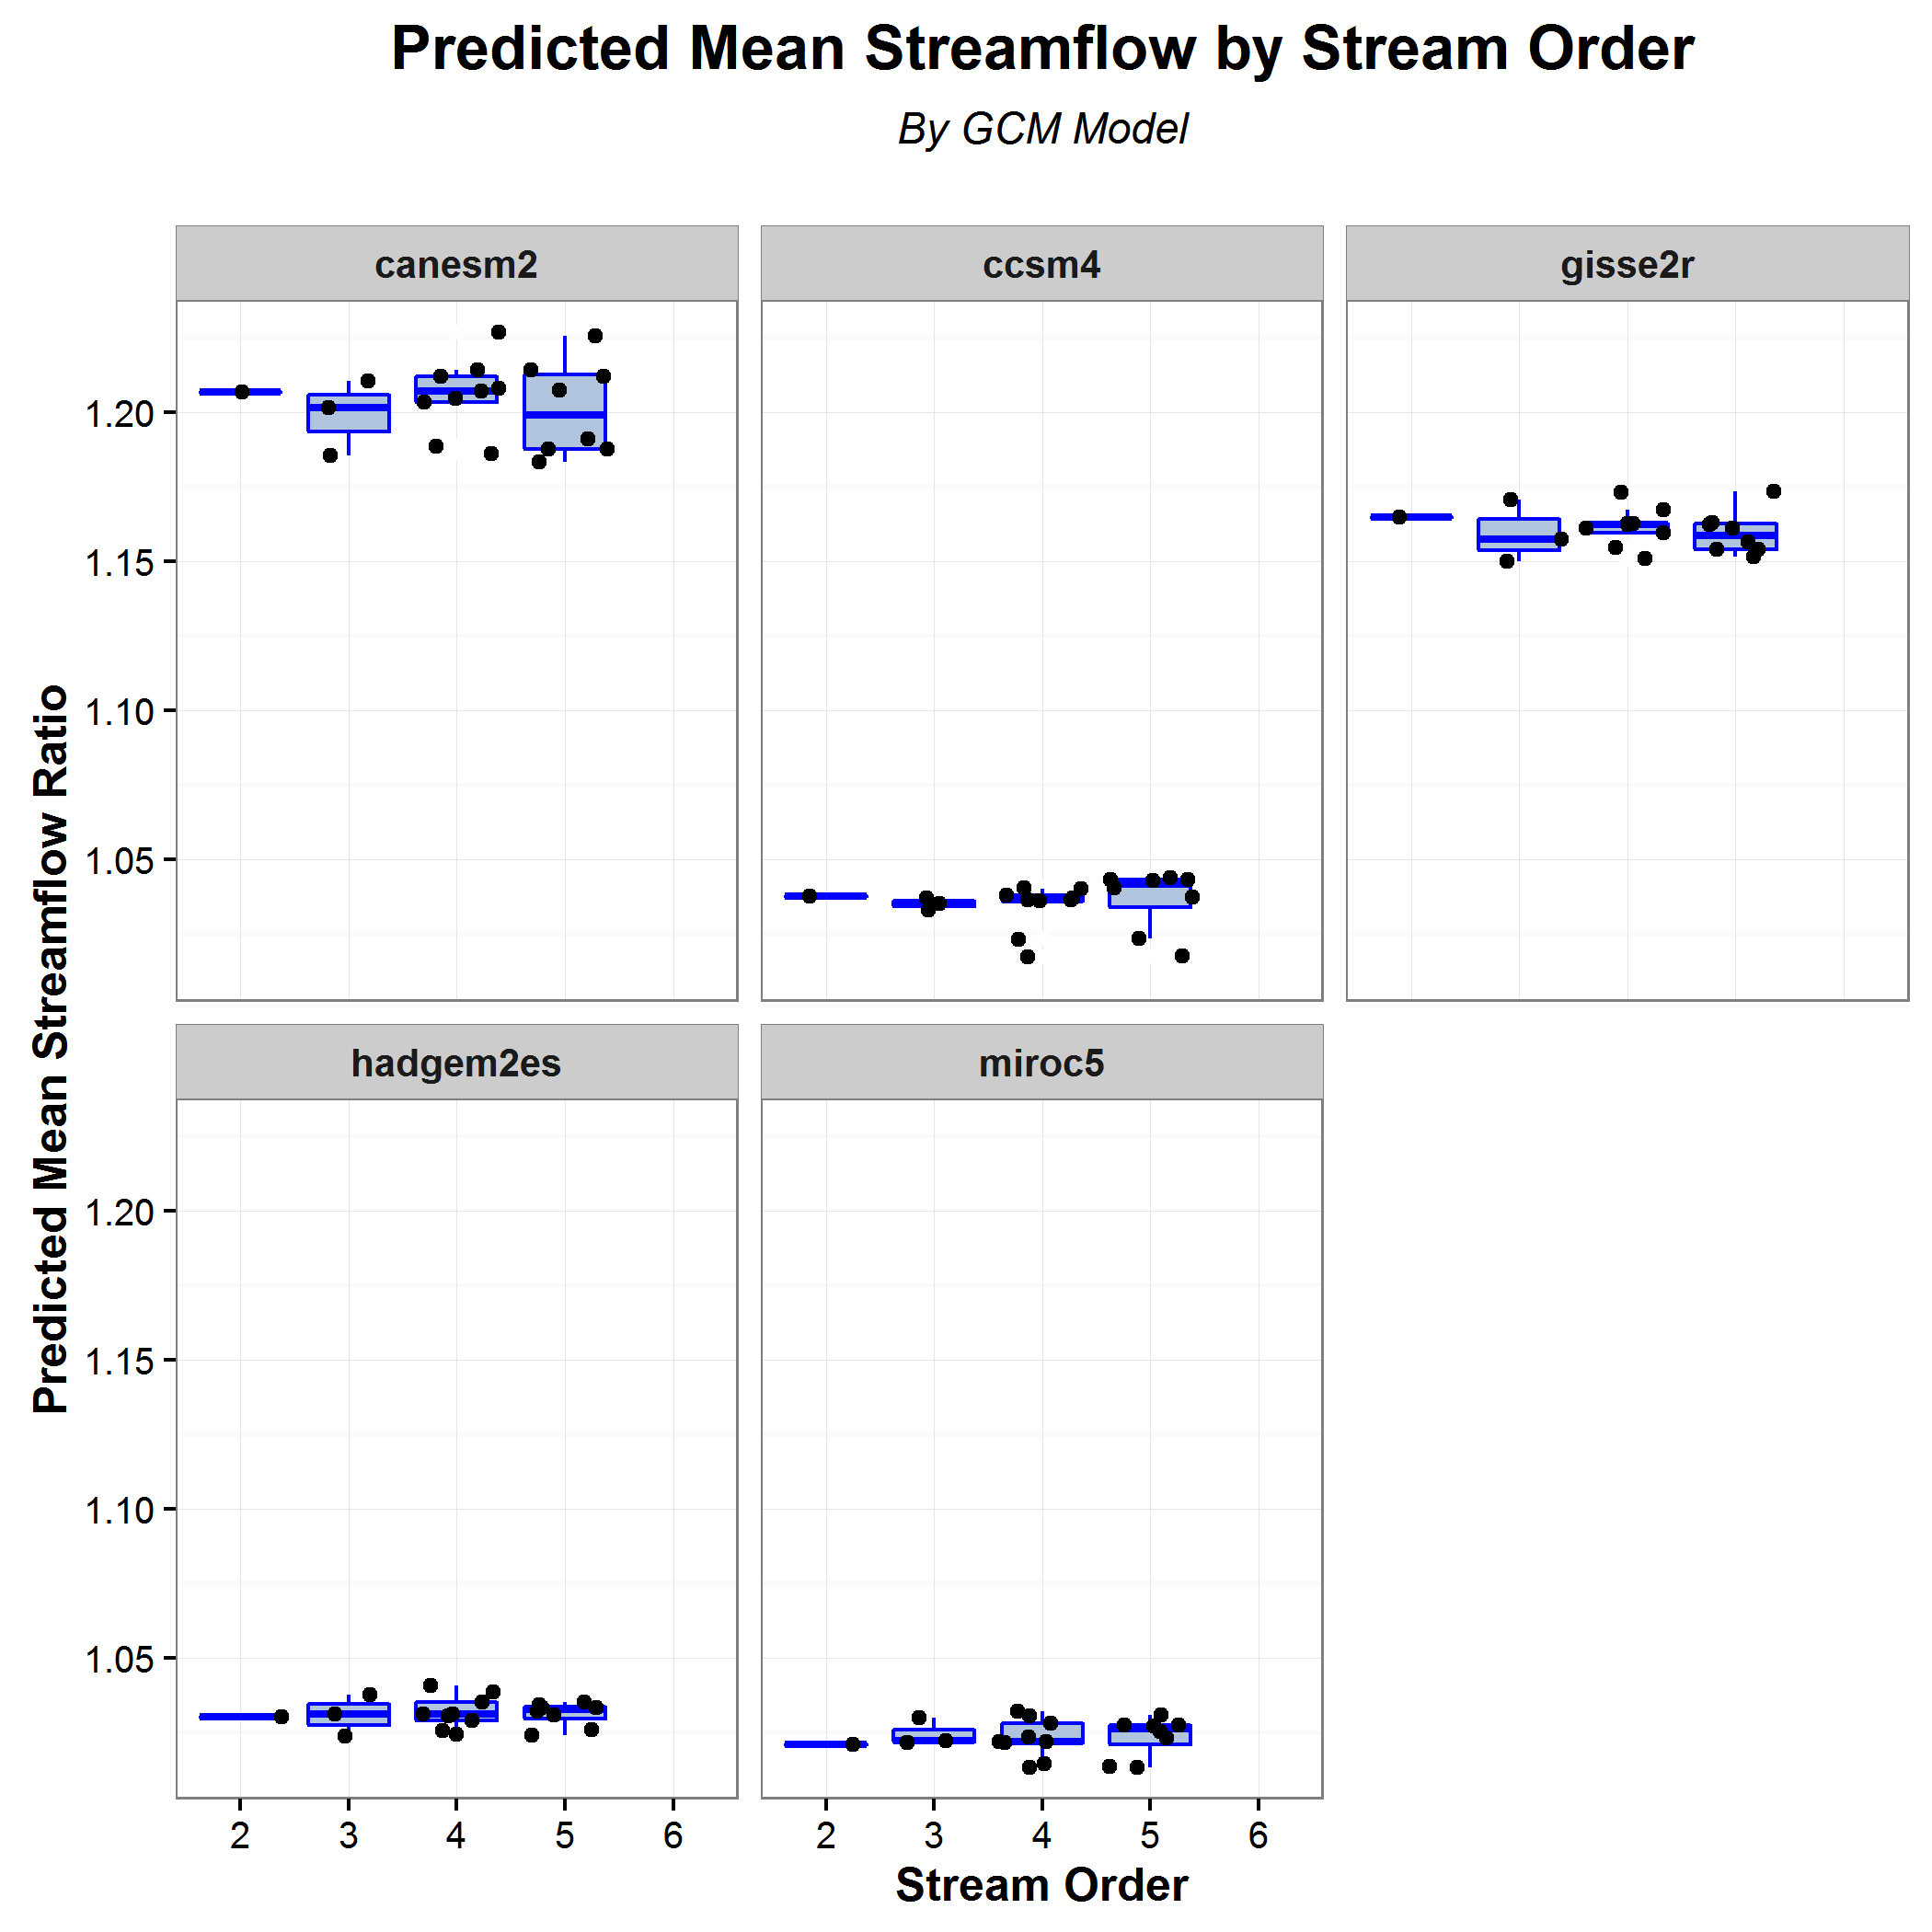 Predicted Mean Streamflow by Stream Order
By GCM Model
canesm2
ccsm4
gisse2r
1.20
1.15
1.10
1.05
Predicted Mean Streamflow Ratio
hadgem2es
miroc5
1.20
1.15
1.10
1.05
2 3 4 5 6
2 3 4 5 6
Stream Order